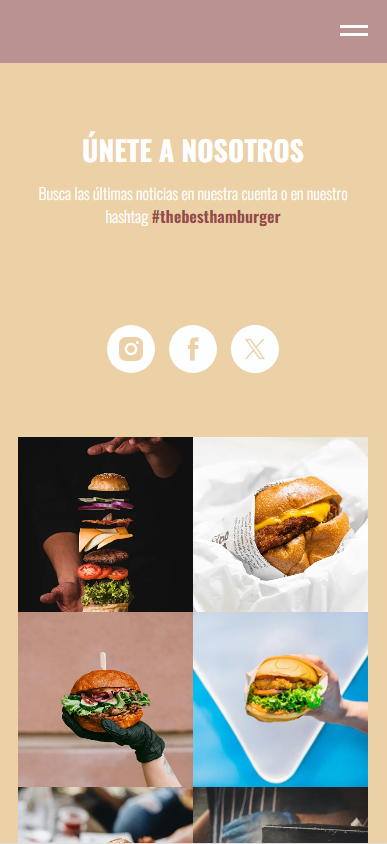 ÚNETE A NOSOTROS
Busca las últimas noticias en nuestra cuenta o en nuestro
hashtag #thebesthamburger